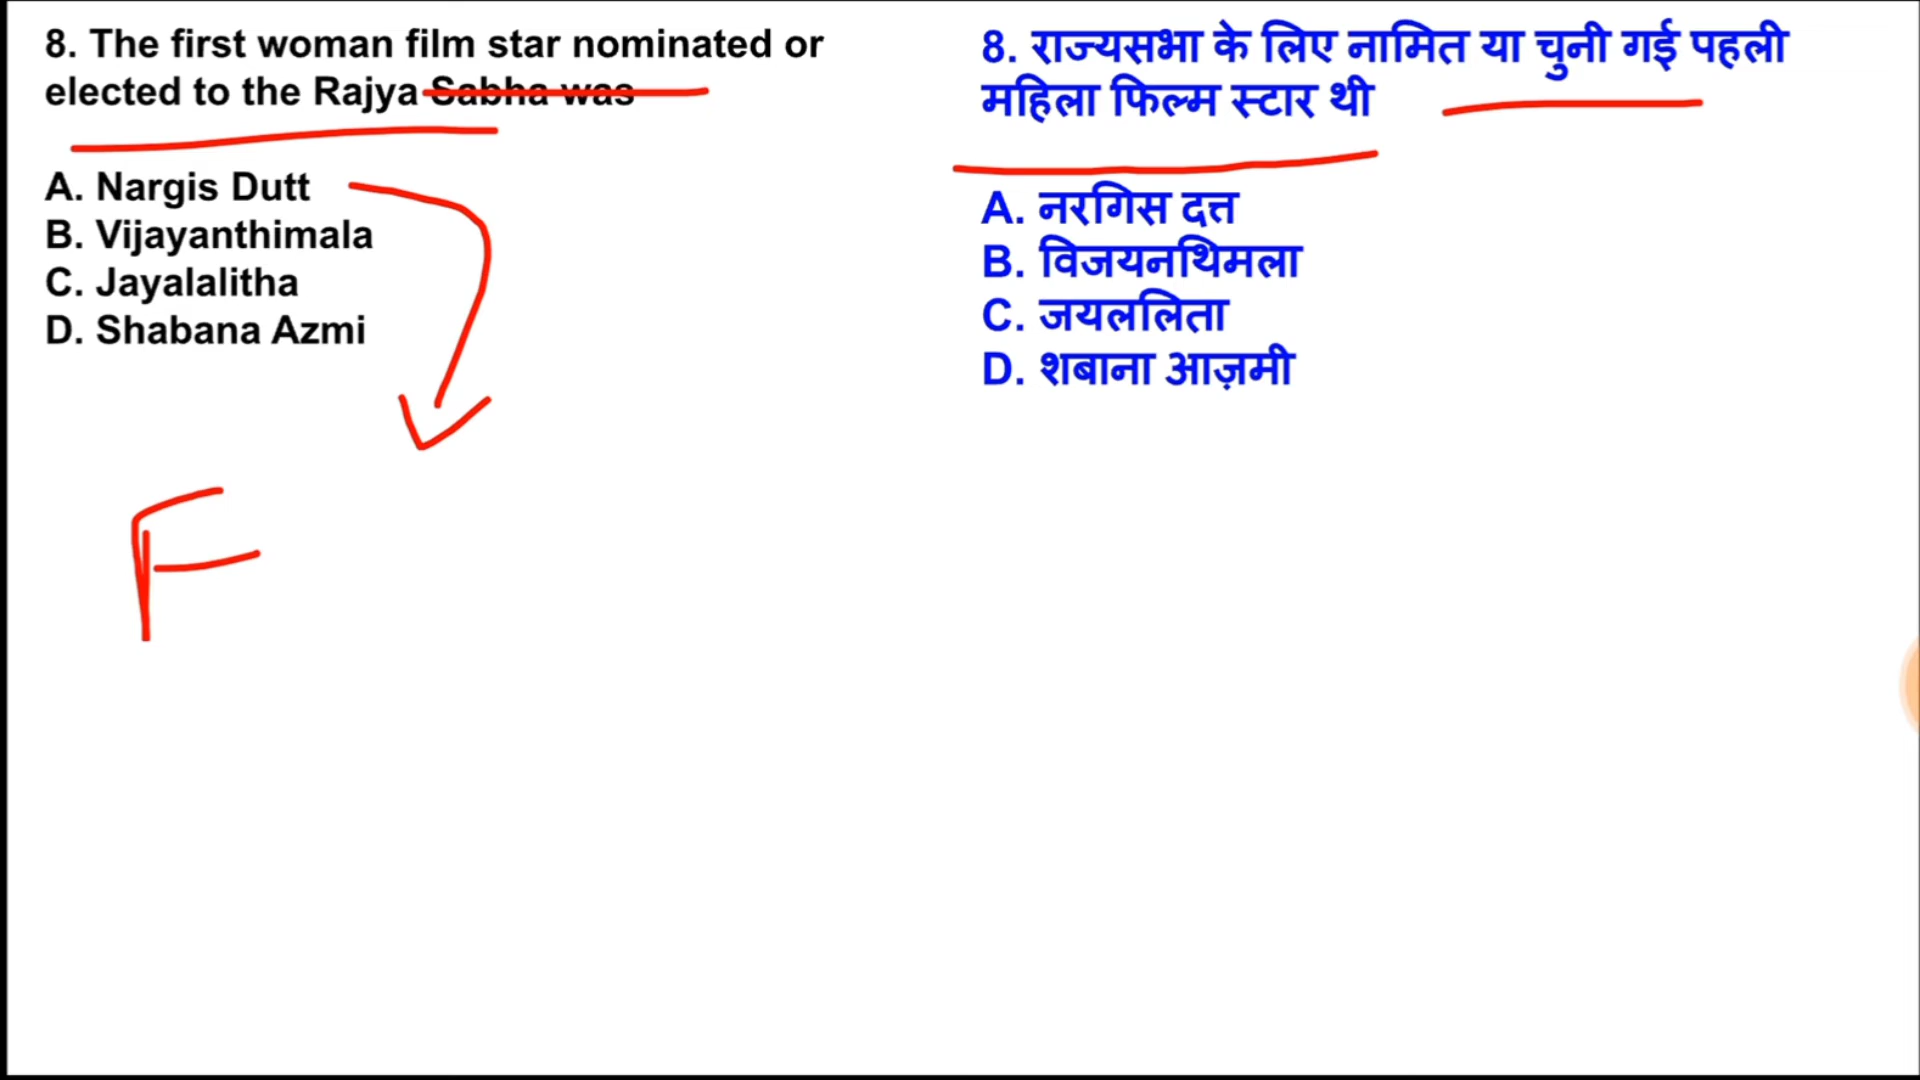 8. The first woman film star nominated or
elected to the Rajya Sabha was
A. Nargis Dutt
B. Vijayanthimala
C. Jayalalitha
D. Shabana Azmi
F
8. राज्यसभा के लिए नामित या चुनी गई पहली
महिला फिल्म स्टार थी
A. नरगिस दत्त
B. विजयनथिमला
C. जयललिता
D. शबाना आज़मी